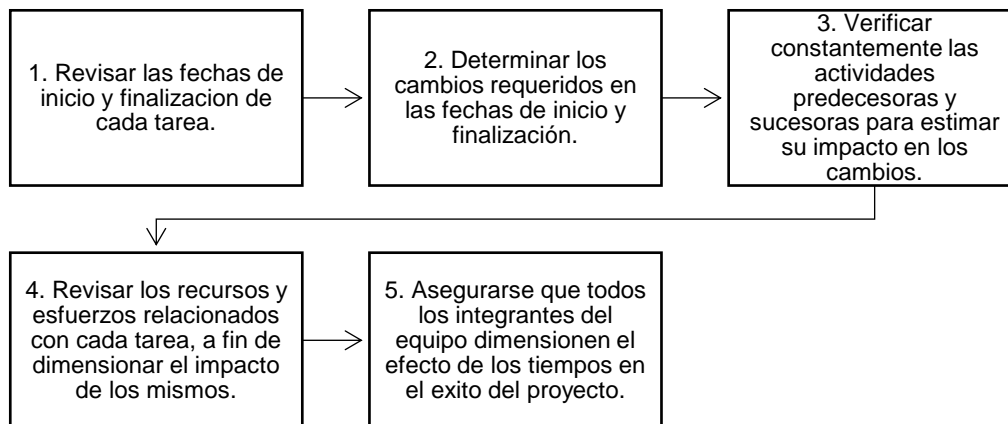 1. Revisar las fechas de
inicio y finalizacion de
cada tarea.
2. Determinar los
cambios requeridos en
las fechas de inicio y
finalización.
3. Verificar
constantemente las
actividades
predecesoras y
sucesoras para estimar
su impacto en los
cambios.
4. Revisar los recursos y
esfuerzos relacionados
con cada tarea, a fin de
dimensionar el impacto
de los mismos.
5. Asegurarse que todos
los integrantes del
equipo dimensionen el
efecto de los tiempos en
el exito del proyecto.